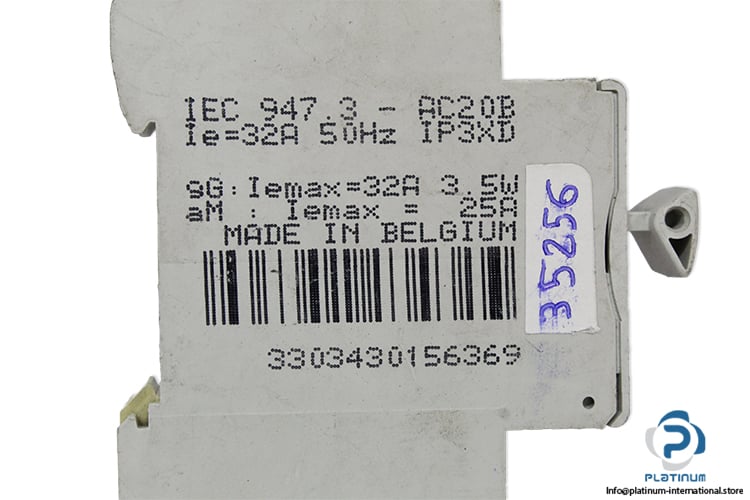 IEC 947.3 - AC20B
Ie=32A 50Hz IP3XD
gG: Iemax=32A 3.5W
aM : Iemax = 25A
MADE IN BELGIUM
3303430156369
35256
PLATINUM
Info@platinum-international.store